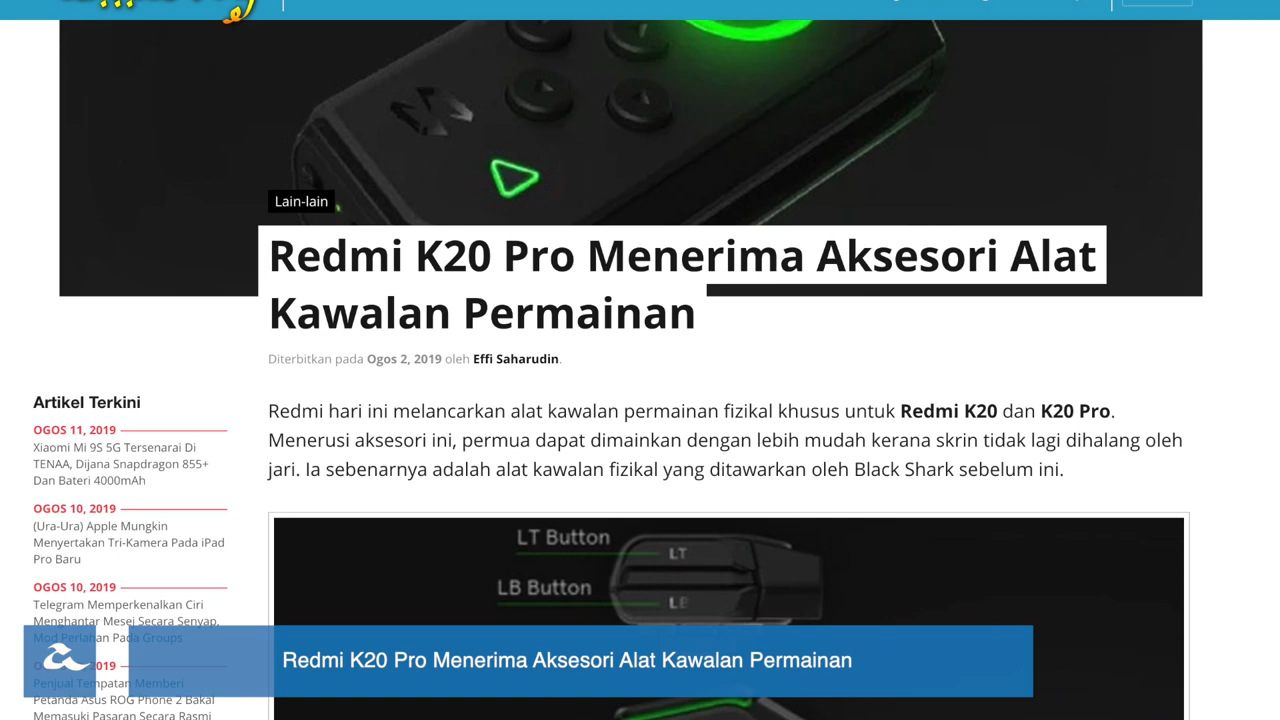 Lain-lain
Redmi K20 Pro Menerima Aksesori Alat
Kawalan Permainan
Diterbitkan pada Ogos 2, 2019 oleh Effi Saharudin.
Redmi hari ini melancarkan alat kawalan permainan fizikal khusus untuk Redmi K20 dan K20 Pro.
Menerusi aksesori ini, permua dapat dimainkan dengan lebih mudah kerana skrin tidak lagi dihalang oleh
jari. Ia sebenarnya adalah alat kawalan fizikal yang ditawarkan oleh Black Shark sebelum ini.
Artikel Terkini
OGOS 11, 2019
Xiaomi Mi 9S 5G Tersenarai Di
TENAA, Dijana Snapdragon 855+
Dan Bateri 4000mAh
OGOS 10, 2019
(Ura-Ura) Apple Mungkin
Menyertakan Tri-Kamera Pada iPad
Pro Baru
OGOS 10, 2019
Telegram Memperkenalkan Ciri
Menghantar Mesej Secara Senyap,
Mod Perlahan Pada Groups
2019
Penjual Tempatan Memberi
Petanda Asus ROG Phone 2 Bakal
Memasuki Pasaran Secara Rasmi
LT Button
LT
LB Button
LB
Redmi K20 Pro Menerima Aksesori Alat Kawalan Permainan